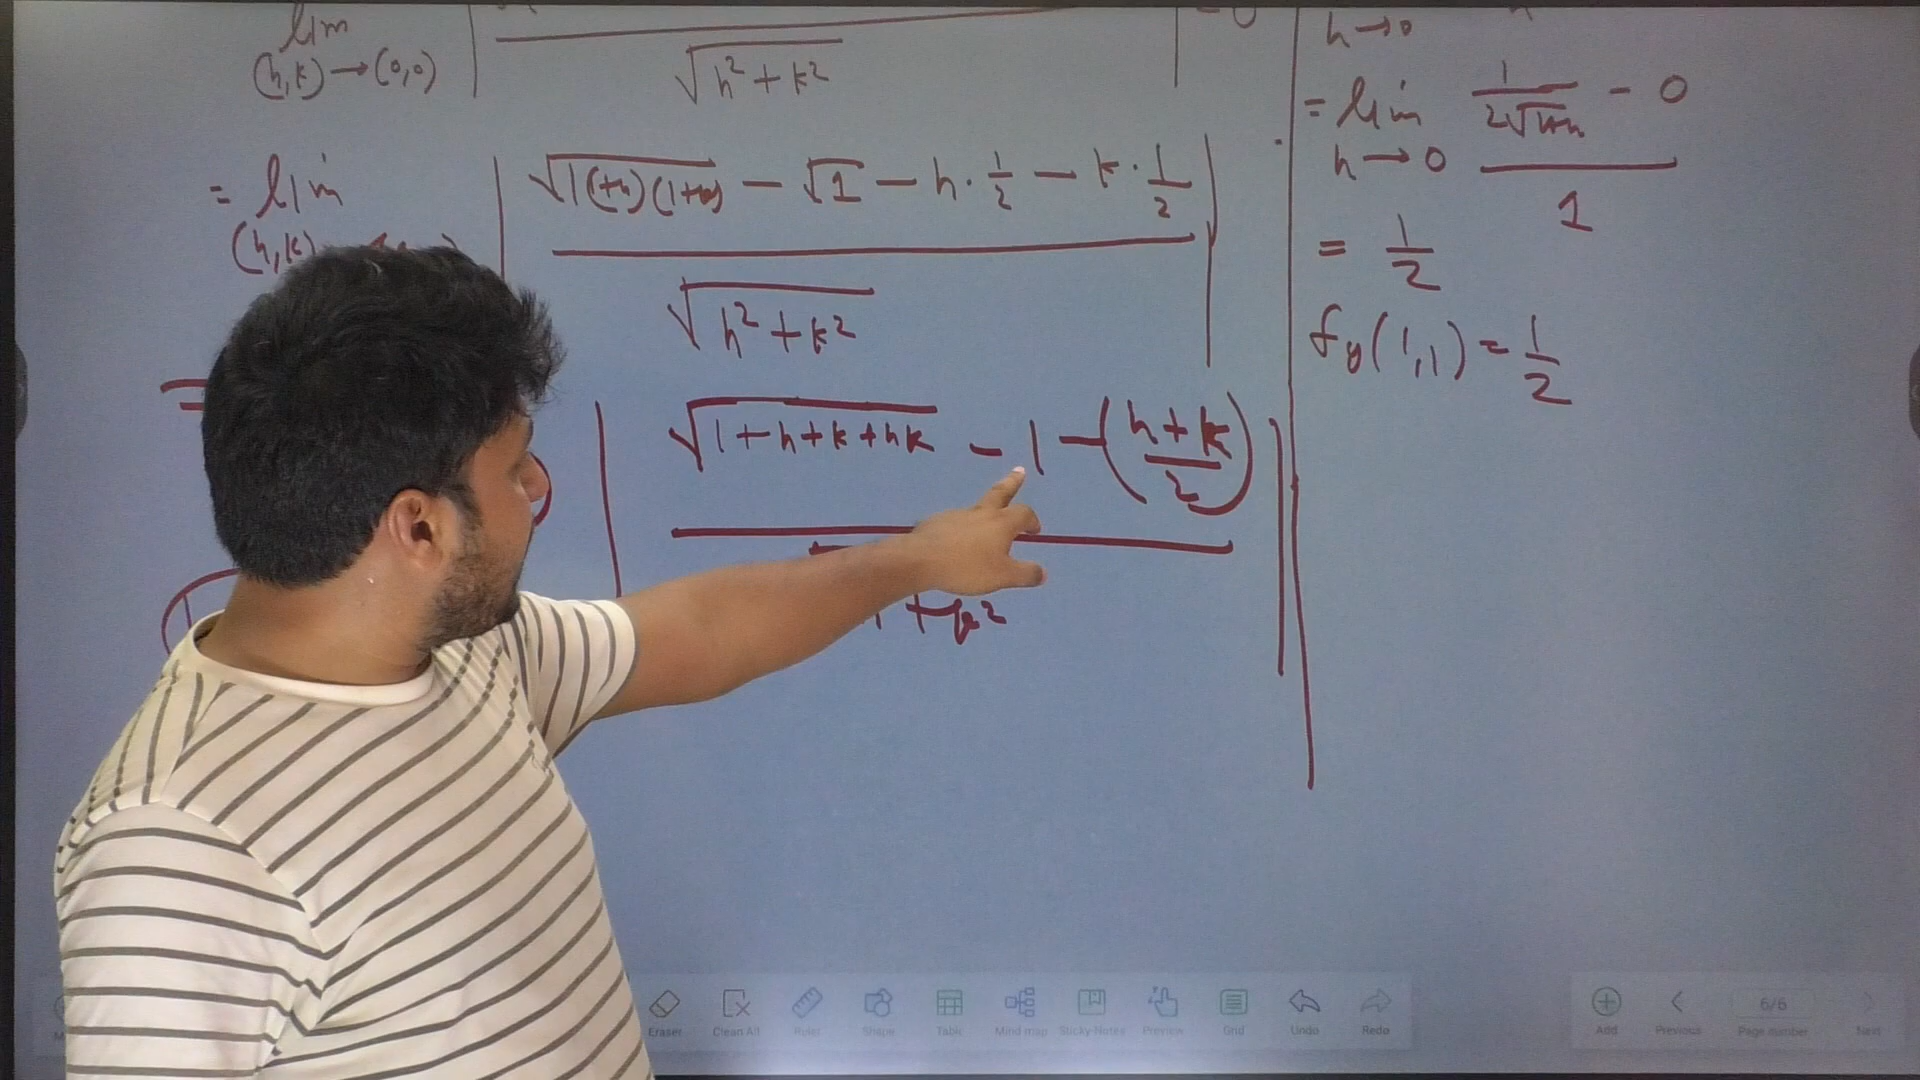 lim
(h,k)→(0,0)
√(h²+k²)
= lim | √(1(1+h)(1+k)) − √1 − h·1/2 − k·1/2 |
(h,k)
√(h²+k²)
| √(1+h+k+hk) − 1 − ((h+k)/2) |
+k²
h→0
= lim 1/(2√(1+h)) − 0
h→0
1
= 1/2
fy(1,1) = 1/2
Eraser Clean All Ruler Shape Table Mind map Sticky-Notes Preview Grid Undo Redo
6/6
Add Previous Page number Next